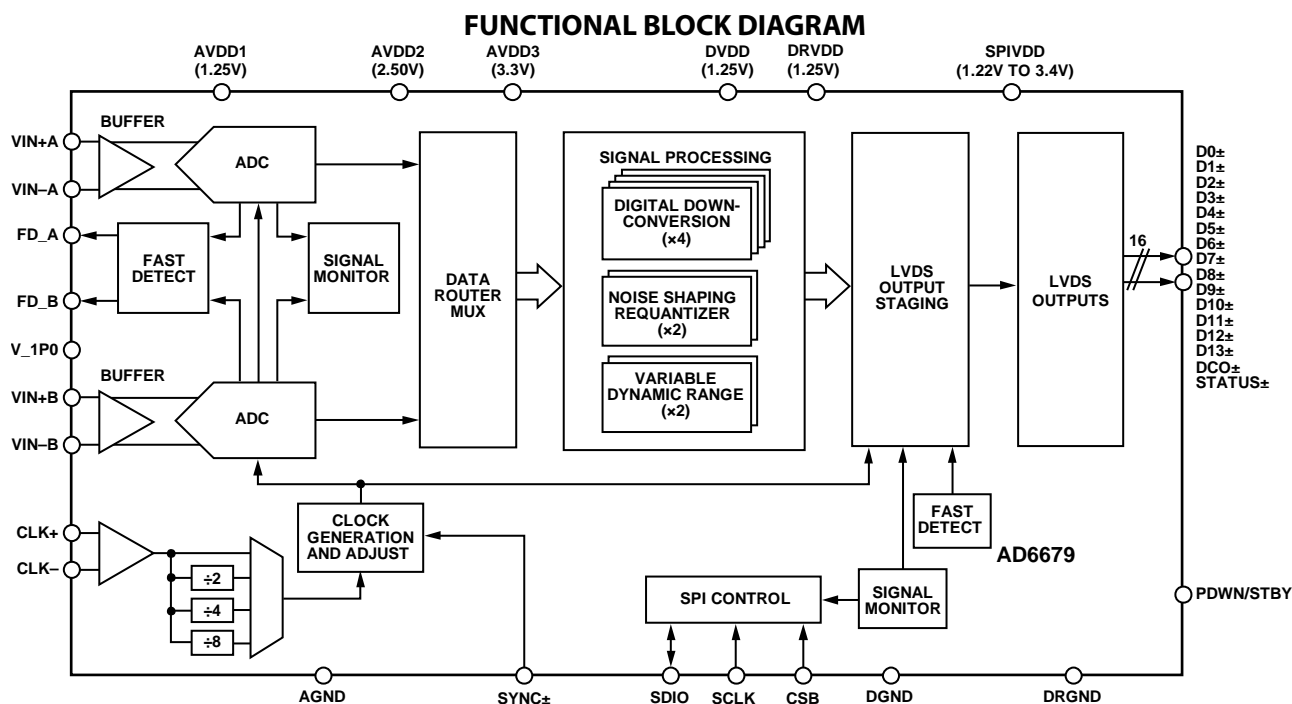 FUNCTIONAL BLOCK DIAGRAM
AVDD1
(1.25V)
AVDD2
(2.50V)
AVDD3
(3.3V)
DVDD
(1.25V)
DRVDD
(1.25V)
SPIVDD
(1.22V TO 3.4V)
BUFFER
VIN+A
VIN–A
ADC
FD_A
FD_B
FAST
DETECT
SIGNAL
MONITOR
V_1P0
BUFFER
VIN+B
VIN–B
ADC
DATA
ROUTER
MUX
SIGNAL PROCESSING
DIGITAL DOWN-
CONVERSION
(×4)
NOISE SHAPING
REQUANTIZER
(×2)
VARIABLE
DYNAMIC RANGE
(×2)
LVDS
OUTPUT
STAGING
LVDS
OUTPUTS
16
D0±
D1±
D2±
D3±
D4±
D5±
D6±
D7±
D8±
D9±
D10±
D11±
D12±
D13±
DCO±
STATUS±
CLK+
CLK–
÷2
÷4
÷8
CLOCK
GENERATION
AND ADJUST
FAST
DETECT
AD6679
SPI CONTROL
SIGNAL
MONITOR
PDWN/STBY
AGND
SYNC±
SDIO
SCLK
CSB
DGND
DRGND